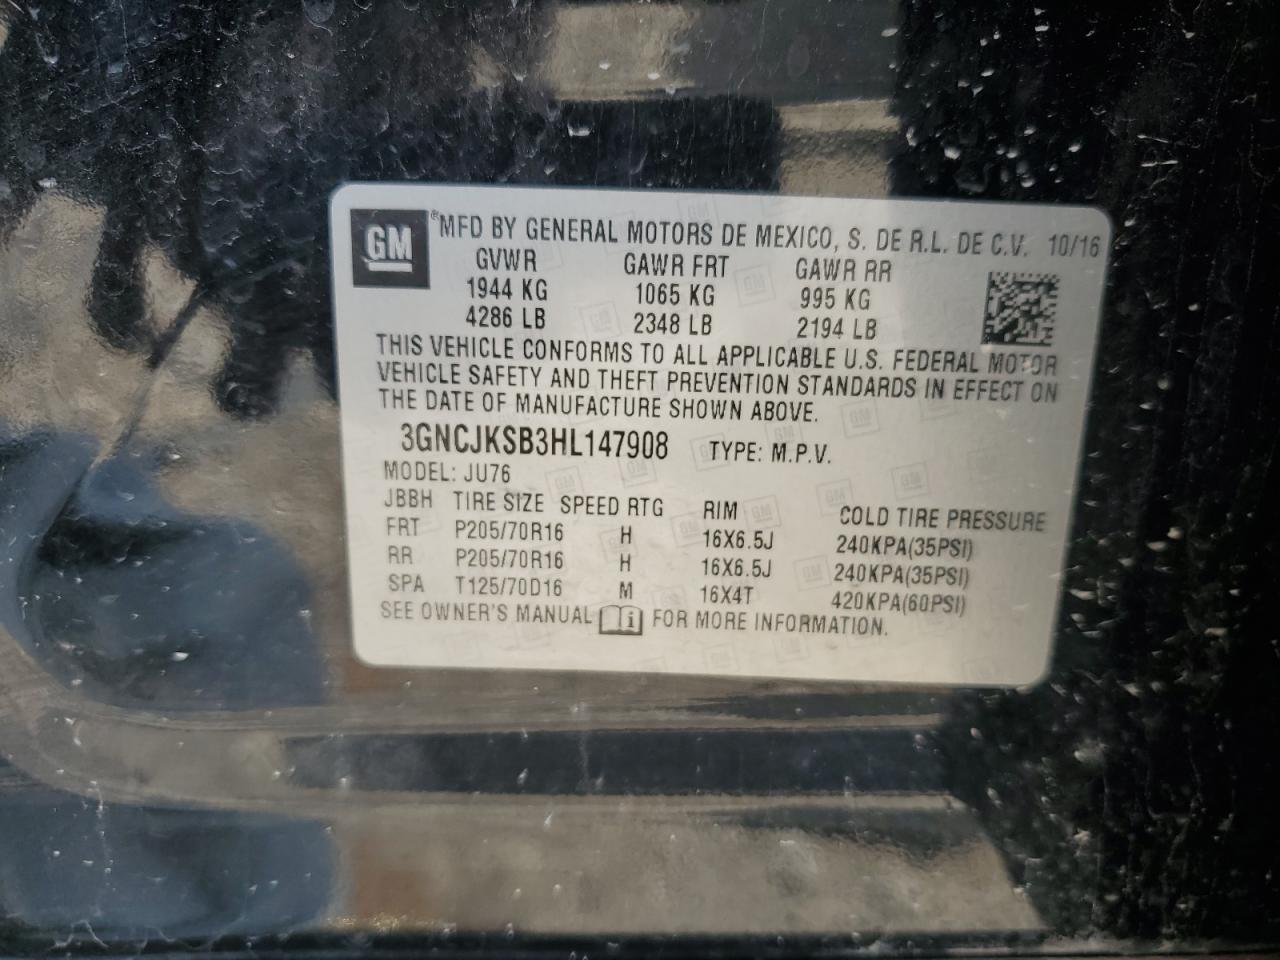 GM ® MFD BY GENERAL MOTORS DE MEXICO, S. DE R.L. DE C.V. 10/16
GVWR GAWR FRT GAWR RR
1944 KG 1065 KG 995 KG
4286 LB 2348 LB 2194 LB
THIS VEHICLE CONFORMS TO ALL APPLICABLE U.S. FEDERAL MOTOR
VEHICLE SAFETY AND THEFT PREVENTION STANDARDS IN EFFECT ON
THE DATE OF MANUFACTURE SHOWN ABOVE.
3GNCJKSB3HL147908 TYPE: M.P.V.
MODEL: JU76
JBBH TIRE SIZE SPEED RTG RIM COLD TIRE PRESSURE
FRT P205/70R16 H 16X6.5J 240KPA(35PSI)
RR P205/70R16 H 16X6.5J 240KPA(35PSI)
SPA T125/70D16 M 16X4T 420KPA(60PSI)
SEE OWNER'S MANUAL i FOR MORE INFORMATION.